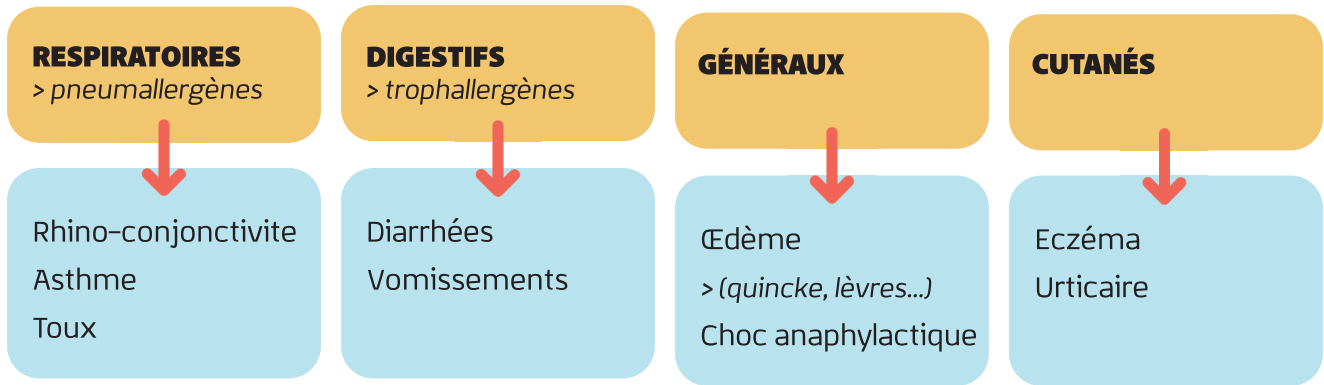 RESPIRATOIRES
> pneumallergènes
Rhino-conjonctivite
Asthme
Toux
DIGESTIFS
> trophallergènes
Diarrhées
Vomissements
GÉNÉRAUX
Œdème
> (quincke, lèvres...)
Choc anaphylactique
CUTANÉS
Eczéma
Urticaire